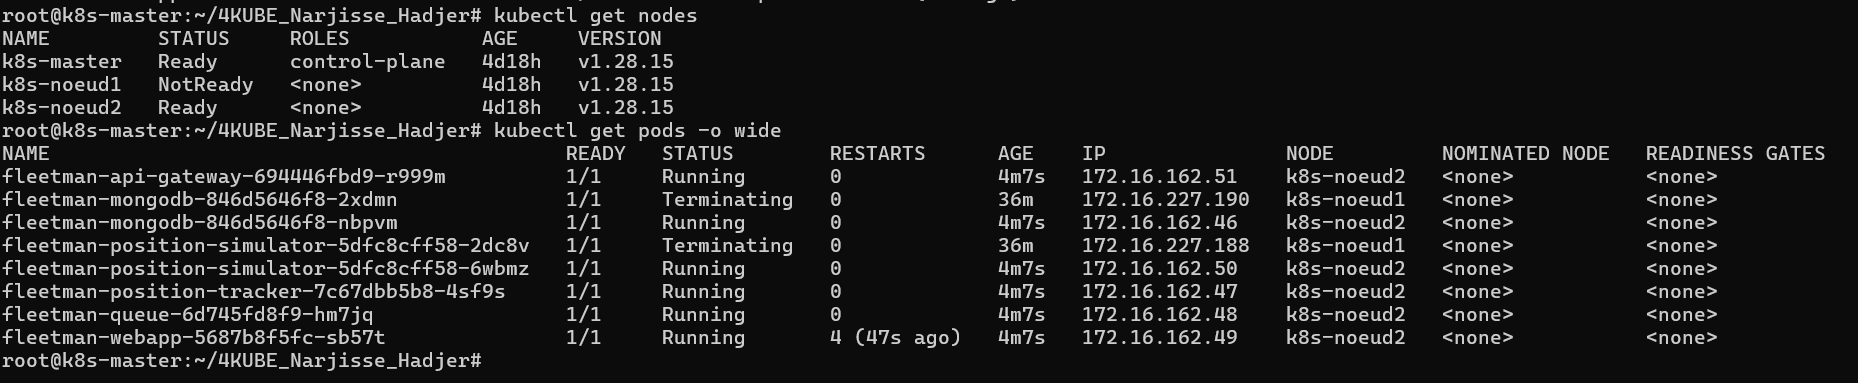 root@k8s-master:~/4KUBE_Narjisse_Hadjer# kubectl get nodes
NAME         STATUS     ROLES           AGE     VERSION
k8s-master   Ready      control-plane   4d18h   v1.28.15
k8s-noeud1   NotReady   <none>          4d18h   v1.28.15
k8s-noeud2   Ready      <none>          4d18h   v1.28.15
root@k8s-master:~/4KUBE_Narjisse_Hadjer# kubectl get pods -o wide
NAME                                           READY   STATUS        RESTARTS      AGE    IP               NODE         NOMINATED NODE   READINESS GATES
fleetman-api-gateway-694446fbd9-r999m          1/1     Running       0             4m7s   172.16.162.51    k8s-noeud2   <none>           <none>
fleetman-mongodb-846d5646f8-2xdmn              1/1     Terminating   0             36m    172.16.227.190   k8s-noeud1   <none>           <none>
fleetman-mongodb-846d5646f8-nbpvm              1/1     Running       0             4m7s   172.16.162.46    k8s-noeud2   <none>           <none>
fleetman-position-simulator-5dfc8cff58-2dc8v   1/1     Terminating   0             36m    172.16.227.188   k8s-noeud1   <none>           <none>
fleetman-position-simulator-5dfc8cff58-6wbmz   1/1     Running       0             4m7s   172.16.162.50    k8s-noeud2   <none>           <none>
fleetman-position-tracker-7c67dbb5b8-4sf9s     1/1     Running       0             4m7s   172.16.162.47    k8s-noeud2   <none>           <none>
fleetman-queue-6d745fd8f9-hm7jq                1/1     Running       0             4m7s   172.16.162.48    k8s-noeud2   <none>           <none>
fleetman-webapp-5687b8f5fc-sb57t               1/1     Running       4 (47s ago)   4m7s   172.16.162.49    k8s-noeud2   <none>           <none>
root@k8s-master:~/4KUBE_Narjisse_Hadjer#